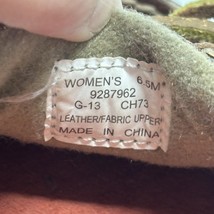 WOMEN'S 6.5M
9287962
G-13 CH73
LEATHER/FABRIC UPPER
MADE IN CHINA